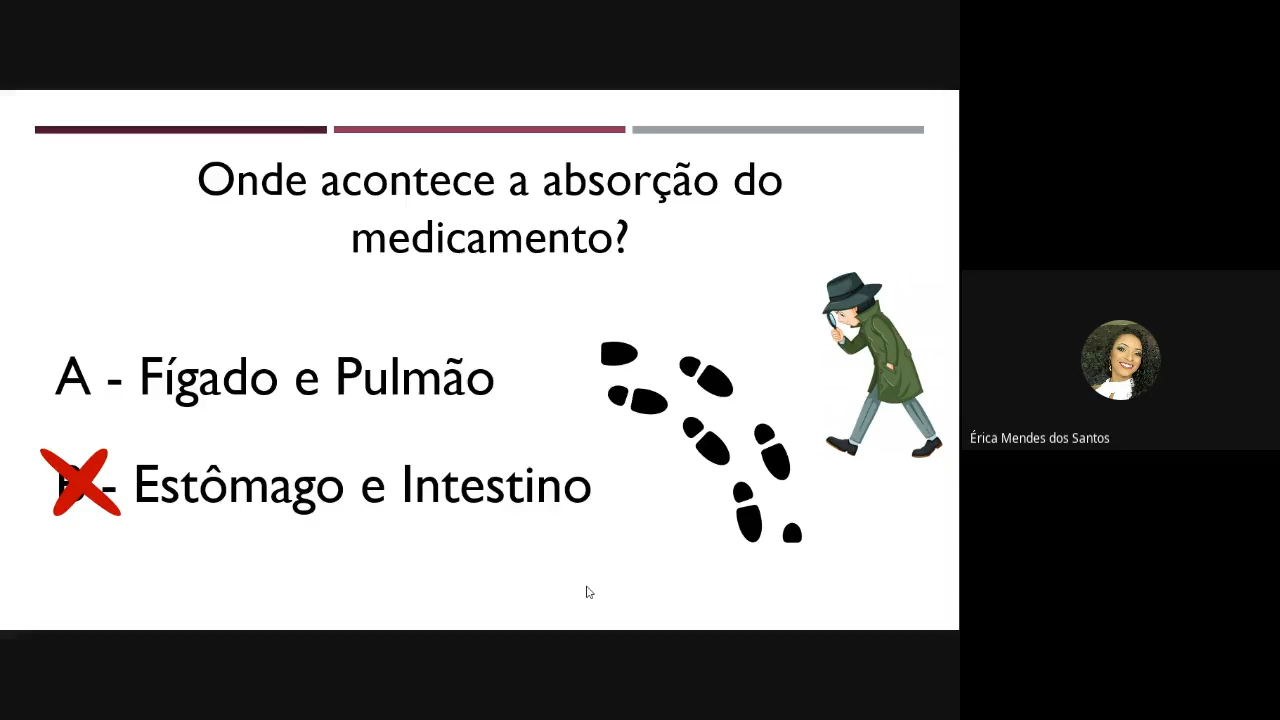 Onde acontece a absorção do
medicamento?
A - Fígado e Pulmão
B - Estômago e Intestino
Érica Mendes dos Santos